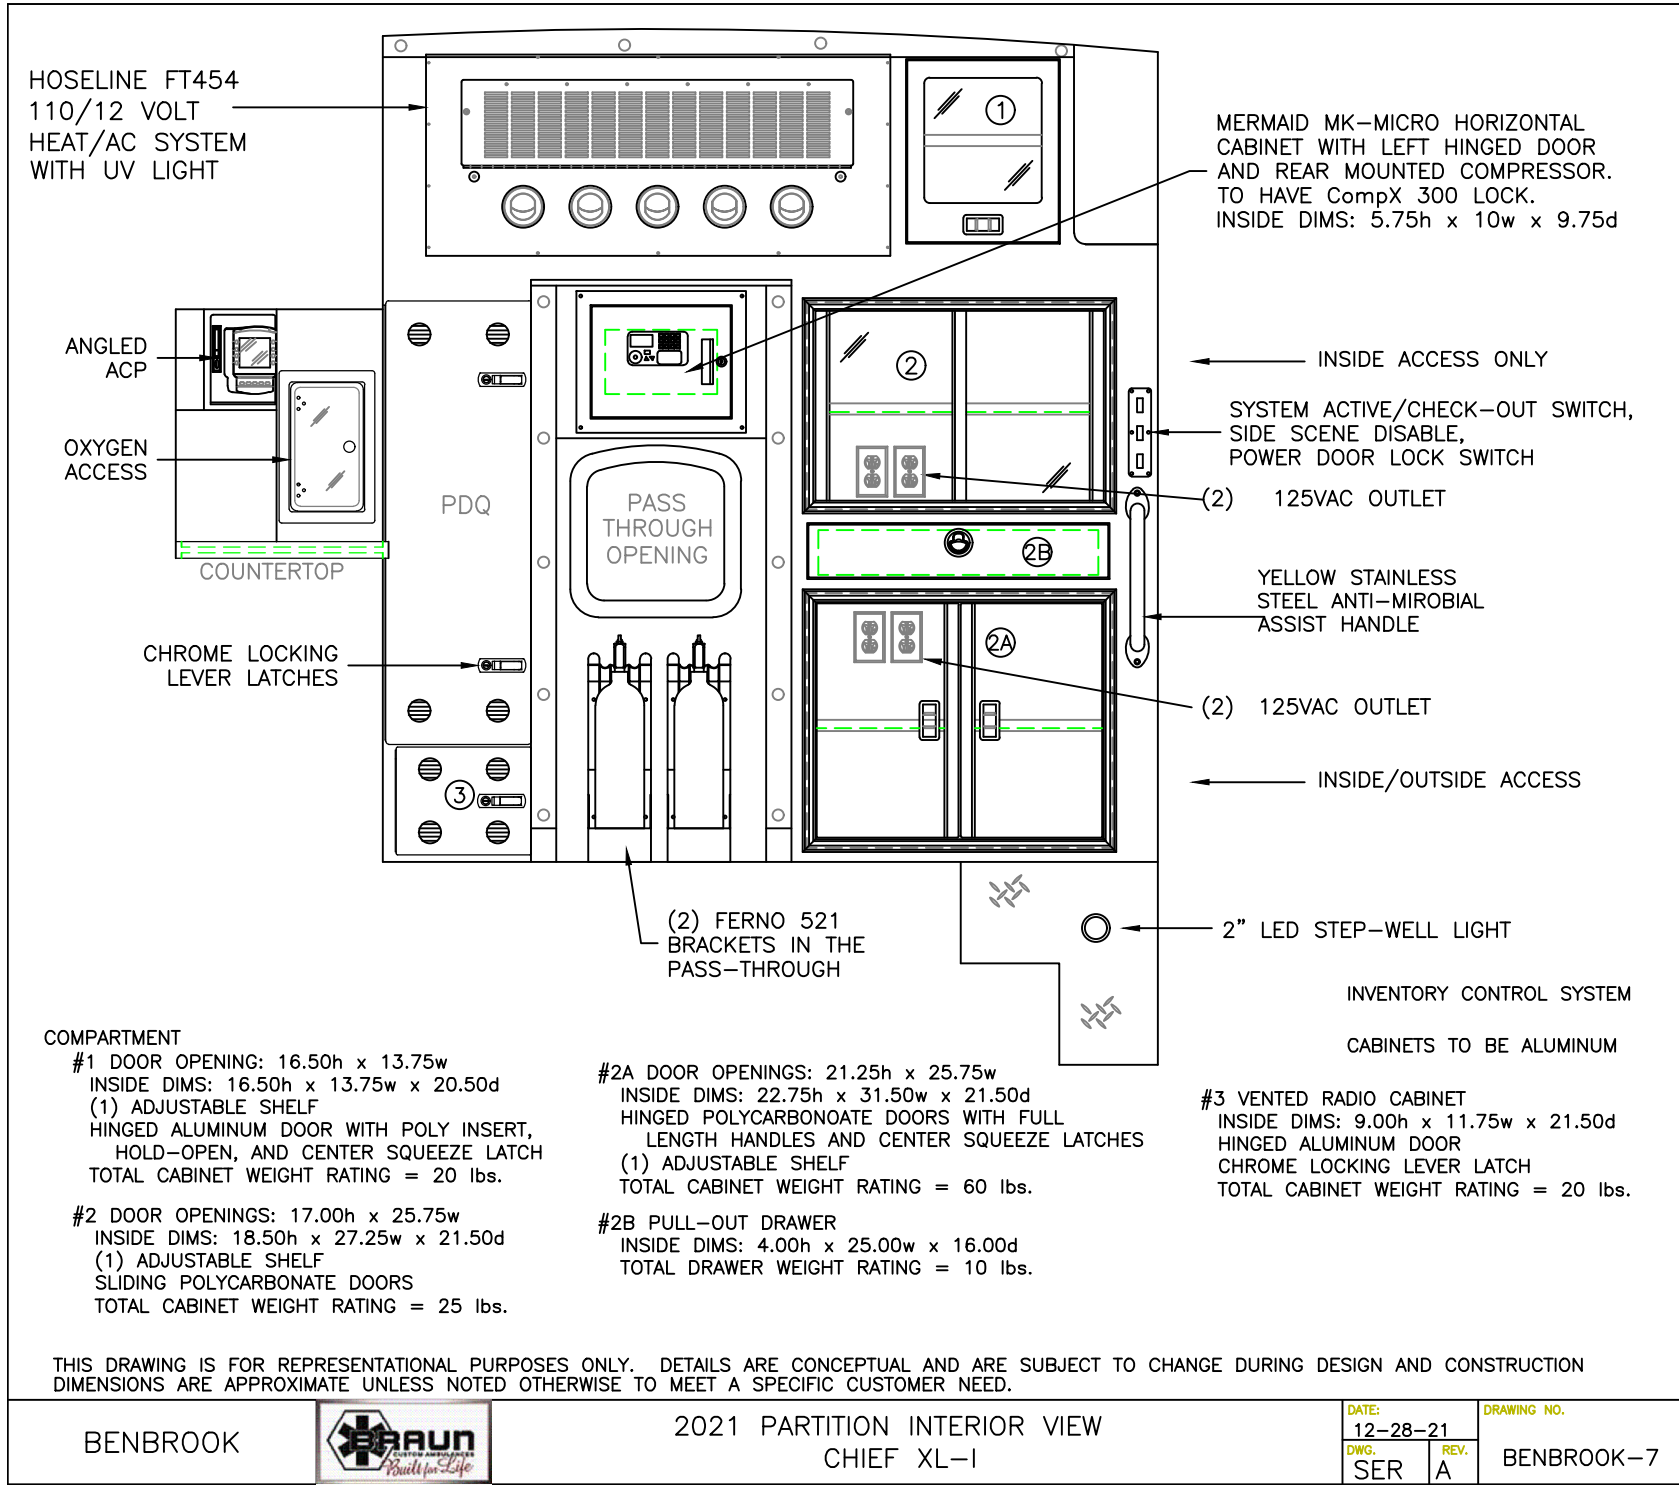 HOSELINE FT454
110/12 VOLT
HEAT/AC SYSTEM
WITH UV LIGHT
1
MERMAID MK-MICRO HORIZONTAL
CABINET WITH LEFT HINGED DOOR
AND REAR MOUNTED COMPRESSOR.
TO HAVE CompX 300 LOCK.
INSIDE DIMS: 5.75h x 10w x 9.75d
ANGLED
ACP
OXYGEN
ACCESS
COUNTERTOP
PDQ
PASS
THROUGH
OPENING
2
INSIDE ACCESS ONLY
SYSTEM ACTIVE/CHECK-OUT SWITCH,
SIDE SCENE DISABLE,
POWER DOOR LOCK SWITCH
(2) 125VAC OUTLET
2B
YELLOW STAINLESS
STEEL ANTI-MIROBIAL
ASSIST HANDLE
CHROME LOCKING
LEVER LATCHES
2A
(2) 125VAC OUTLET
3
INSIDE/OUTSIDE ACCESS
(2) FERNO 521
BRACKETS IN THE
PASS-THROUGH
2" LED STEP-WELL LIGHT
INVENTORY CONTROL SYSTEM
CABINETS TO BE ALUMINUM
COMPARTMENT
#1 DOOR OPENING: 16.50h x 13.75w
INSIDE DIMS: 16.50h x 13.75w x 20.50d
(1) ADJUSTABLE SHELF
HINGED ALUMINUM DOOR WITH POLY INSERT,
HOLD-OPEN, AND CENTER SQUEEZE LATCH
TOTAL CABINET WEIGHT RATING = 20 lbs.
#2 DOOR OPENINGS: 17.00h x 25.75w
INSIDE DIMS: 18.50h x 27.25w x 21.50d
(1) ADJUSTABLE SHELF
SLIDING POLYCARBONATE DOORS
TOTAL CABINET WEIGHT RATING = 25 lbs.
#2A DOOR OPENINGS: 21.25h x 25.75w
INSIDE DIMS: 22.75h x 31.50w x 21.50d
HINGED POLYCARBONOATE DOORS WITH FULL
LENGTH HANDLES AND CENTER SQUEEZE LATCHES
(1) ADJUSTABLE SHELF
TOTAL CABINET WEIGHT RATING = 60 lbs.
#2B PULL-OUT DRAWER
INSIDE DIMS: 4.00h x 25.00w x 16.00d
TOTAL DRAWER WEIGHT RATING = 10 lbs.
#3 VENTED RADIO CABINET
INSIDE DIMS: 9.00h x 11.75w x 21.50d
HINGED ALUMINUM DOOR
CHROME LOCKING LEVER LATCH
TOTAL CABINET WEIGHT RATING = 20 lbs.
THIS DRAWING IS FOR REPRESENTATIONAL PURPOSES ONLY. DETAILS ARE CONCEPTUAL AND ARE SUBJECT TO CHANGE DURING DESIGN AND CONSTRUCTION
DIMENSIONS ARE APPROXIMATE UNLESS NOTED OTHERWISE TO MEET A SPECIFIC CUSTOMER NEED.
BENBROOK
BRAUN
CUSTOM AMBULANCES
Built for Life
2021 PARTITION INTERIOR VIEW
CHIEF XL-I
DATE:
12-28-21
DWG.
SER
REV.
A
DRAWING NO.
BENBROOK-7